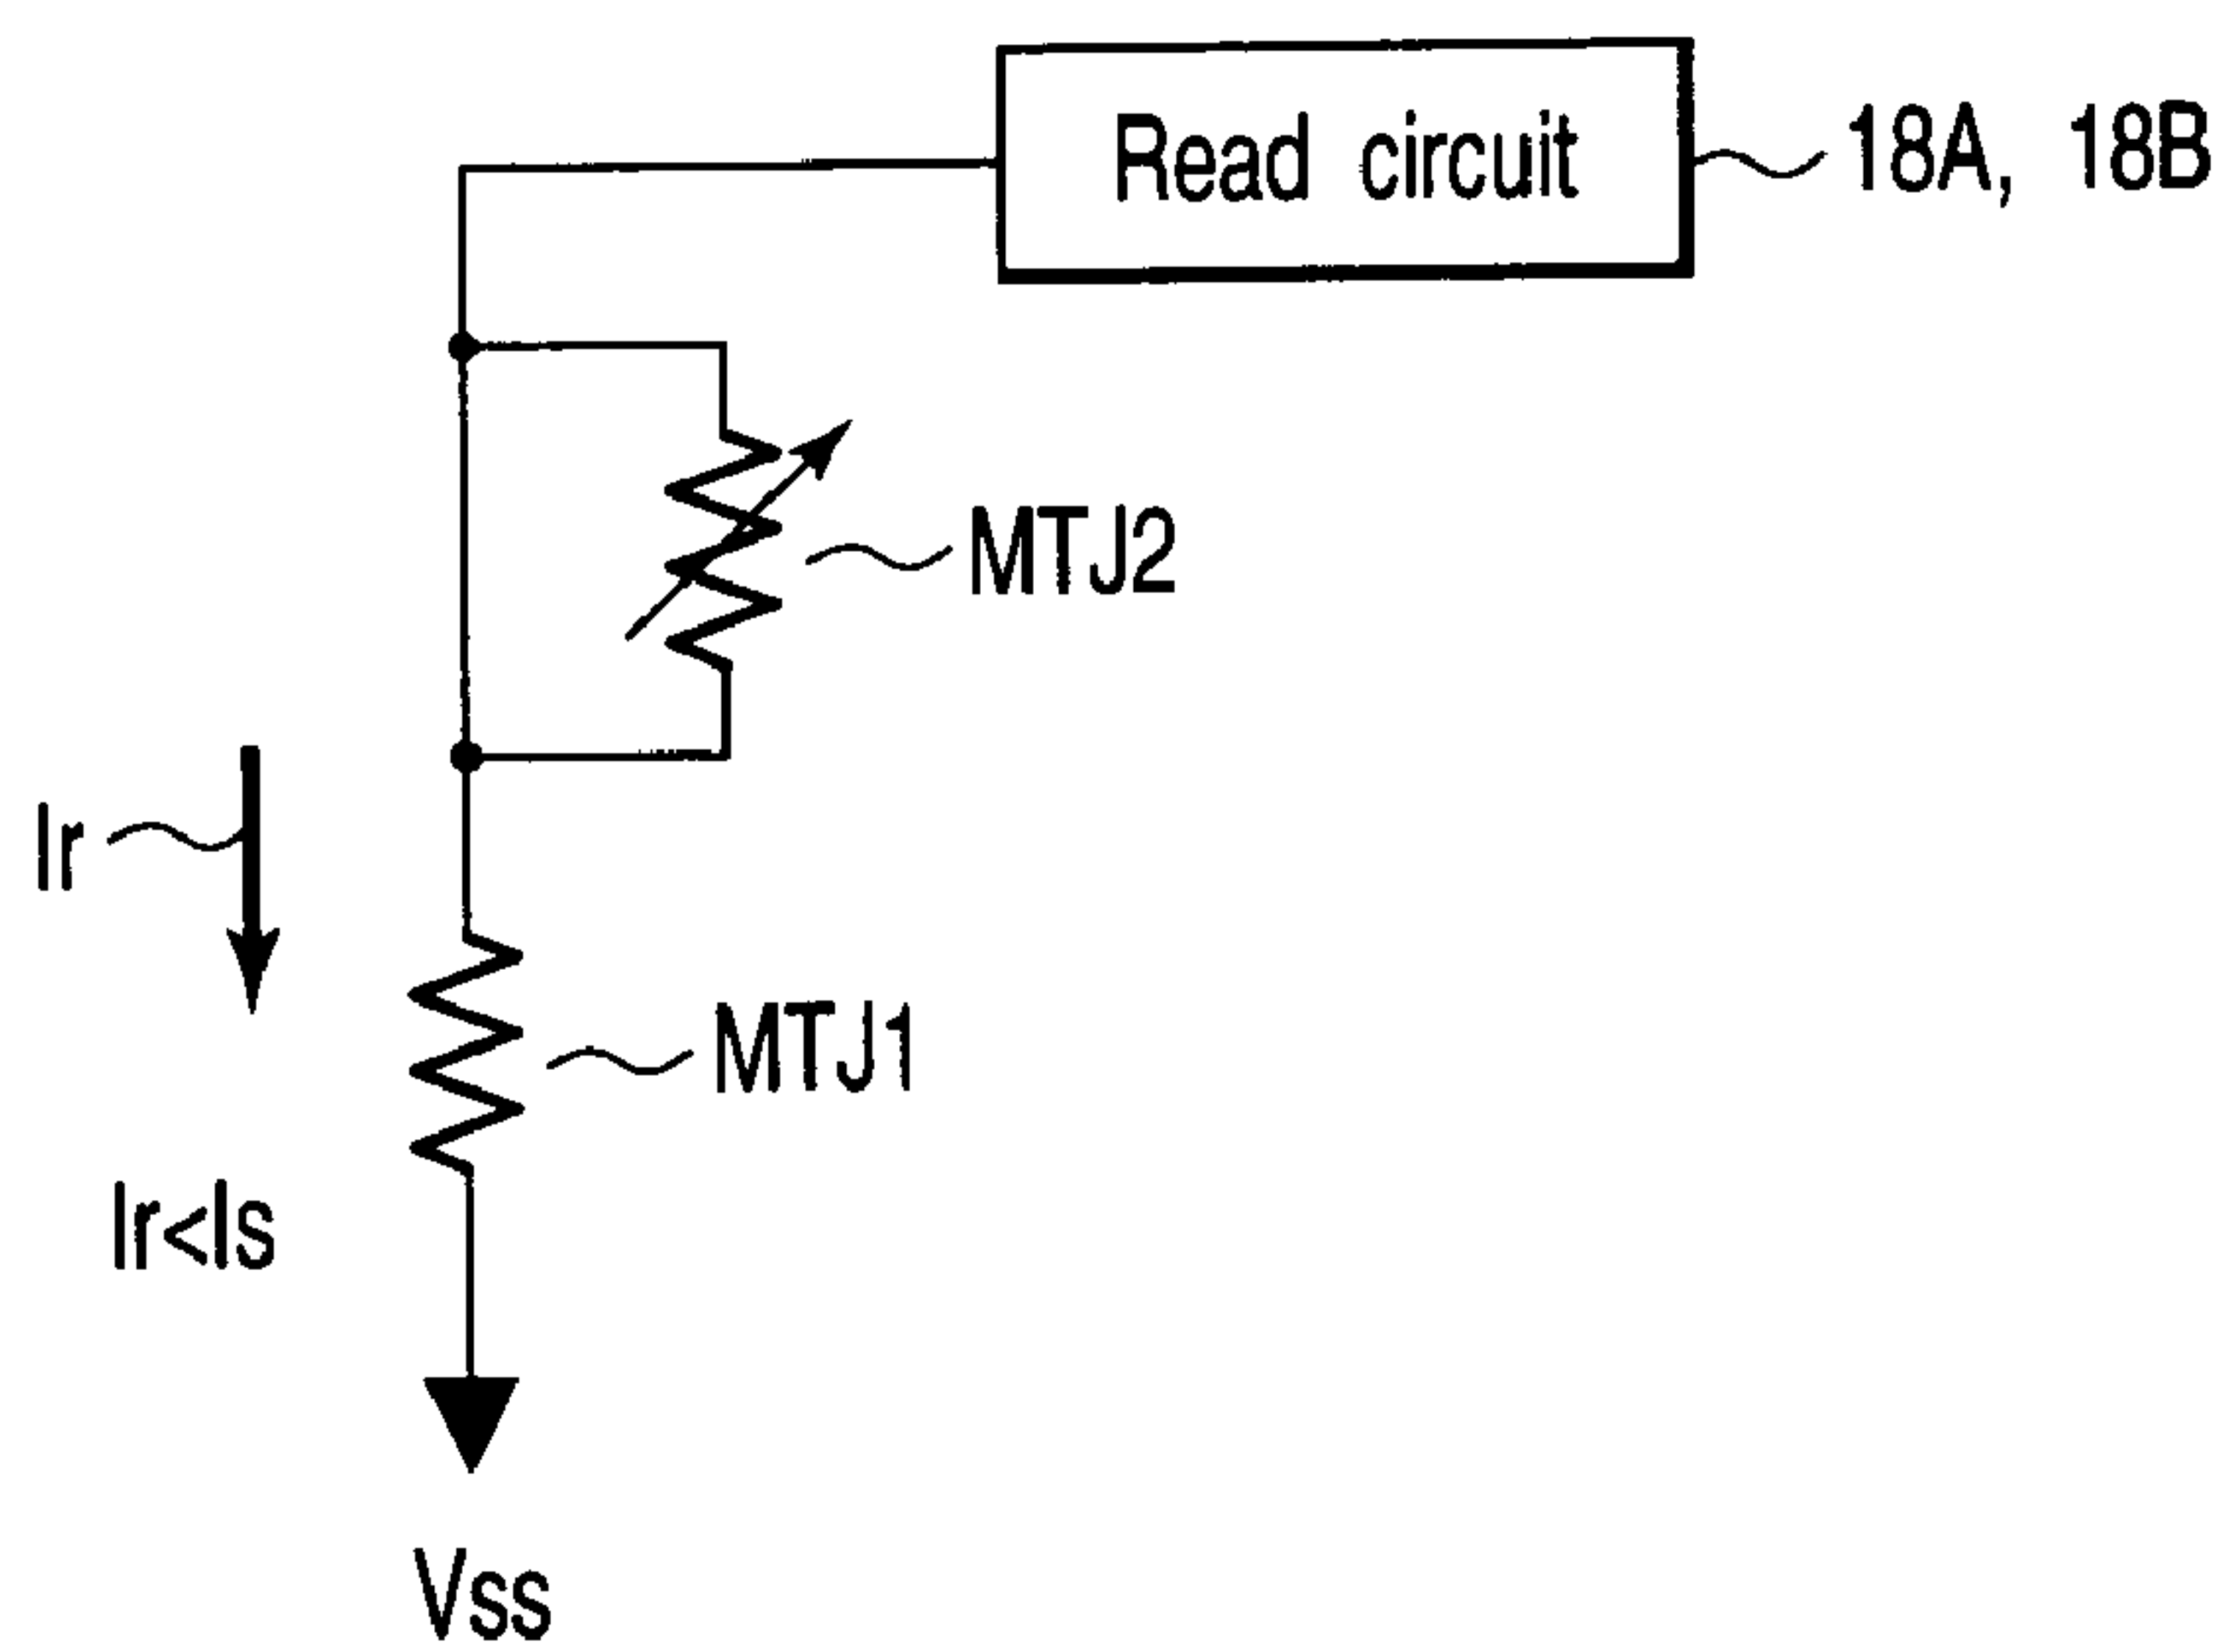 Read circuit
18A, 18B
MTJ2
Ir
MTJ1
Ir<Is
Vss